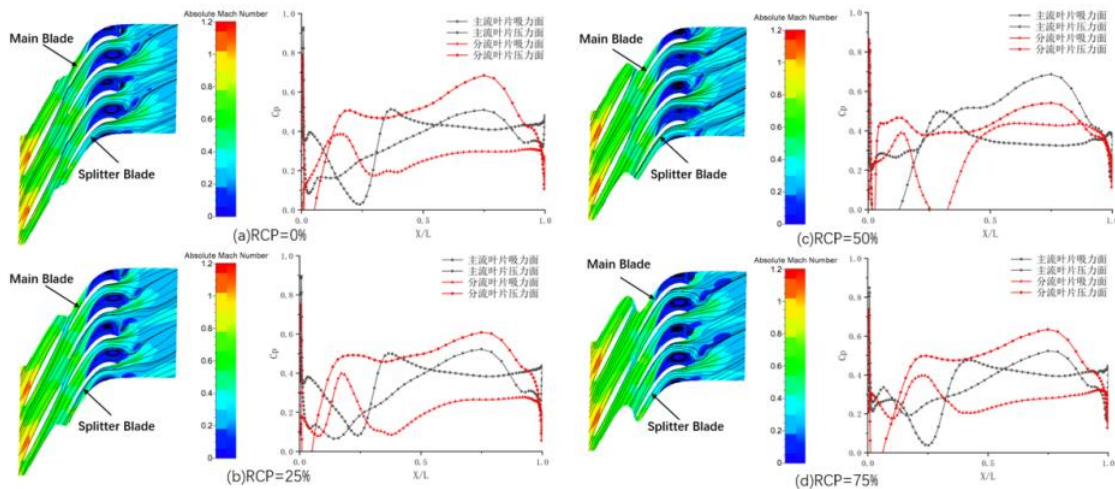 Absolute Mach Number
1.2
1
0.8
0.6
0.4
0.2
0
Main Blade
Splitter Blade
主流叶片吸力面
主流叶片压力面
分流叶片吸力面
分流叶片压力面
1.0
0.8
0.6
0.4
0.2
0.0
Cp
0.0
0.5
1.0
X/L
(a)RCP=0%
Absolute Mach Number
1.2
1
0.8
0.6
0.4
0.2
0
Main Blade
Splitter Blade
主流叶片吸力面
主流叶片压力面
分流叶片吸力面
分流叶片压力面
1.0
0.8
0.6
0.4
0.2
0.0
Cp
0.0
0.5
1.0
X/L
(c)RCP=50%
Absolute Mach Number
1.2
1
0.8
0.6
0.4
0.2
0
Main Blade
Splitter Blade
主流叶片吸力面
主流叶片压力面
分流叶片吸力面
分流叶片压力面
1.0
0.8
0.6
0.4
0.2
0.0
Cp
0.0
0.5
1.0
X/L
(b)RCP=25%
Absolute Mach Number
1.2
1
0.8
0.6
0.4
0.2
0
Main Blade
Splitter Blade
主流叶片吸力面
主流叶片压力面
分流叶片吸力面
分流叶片压力面
1.0
0.8
0.6
0.4
0.2
0.0
Cp
0.0
0.5
1.0
X/L
(d)RCP=75%